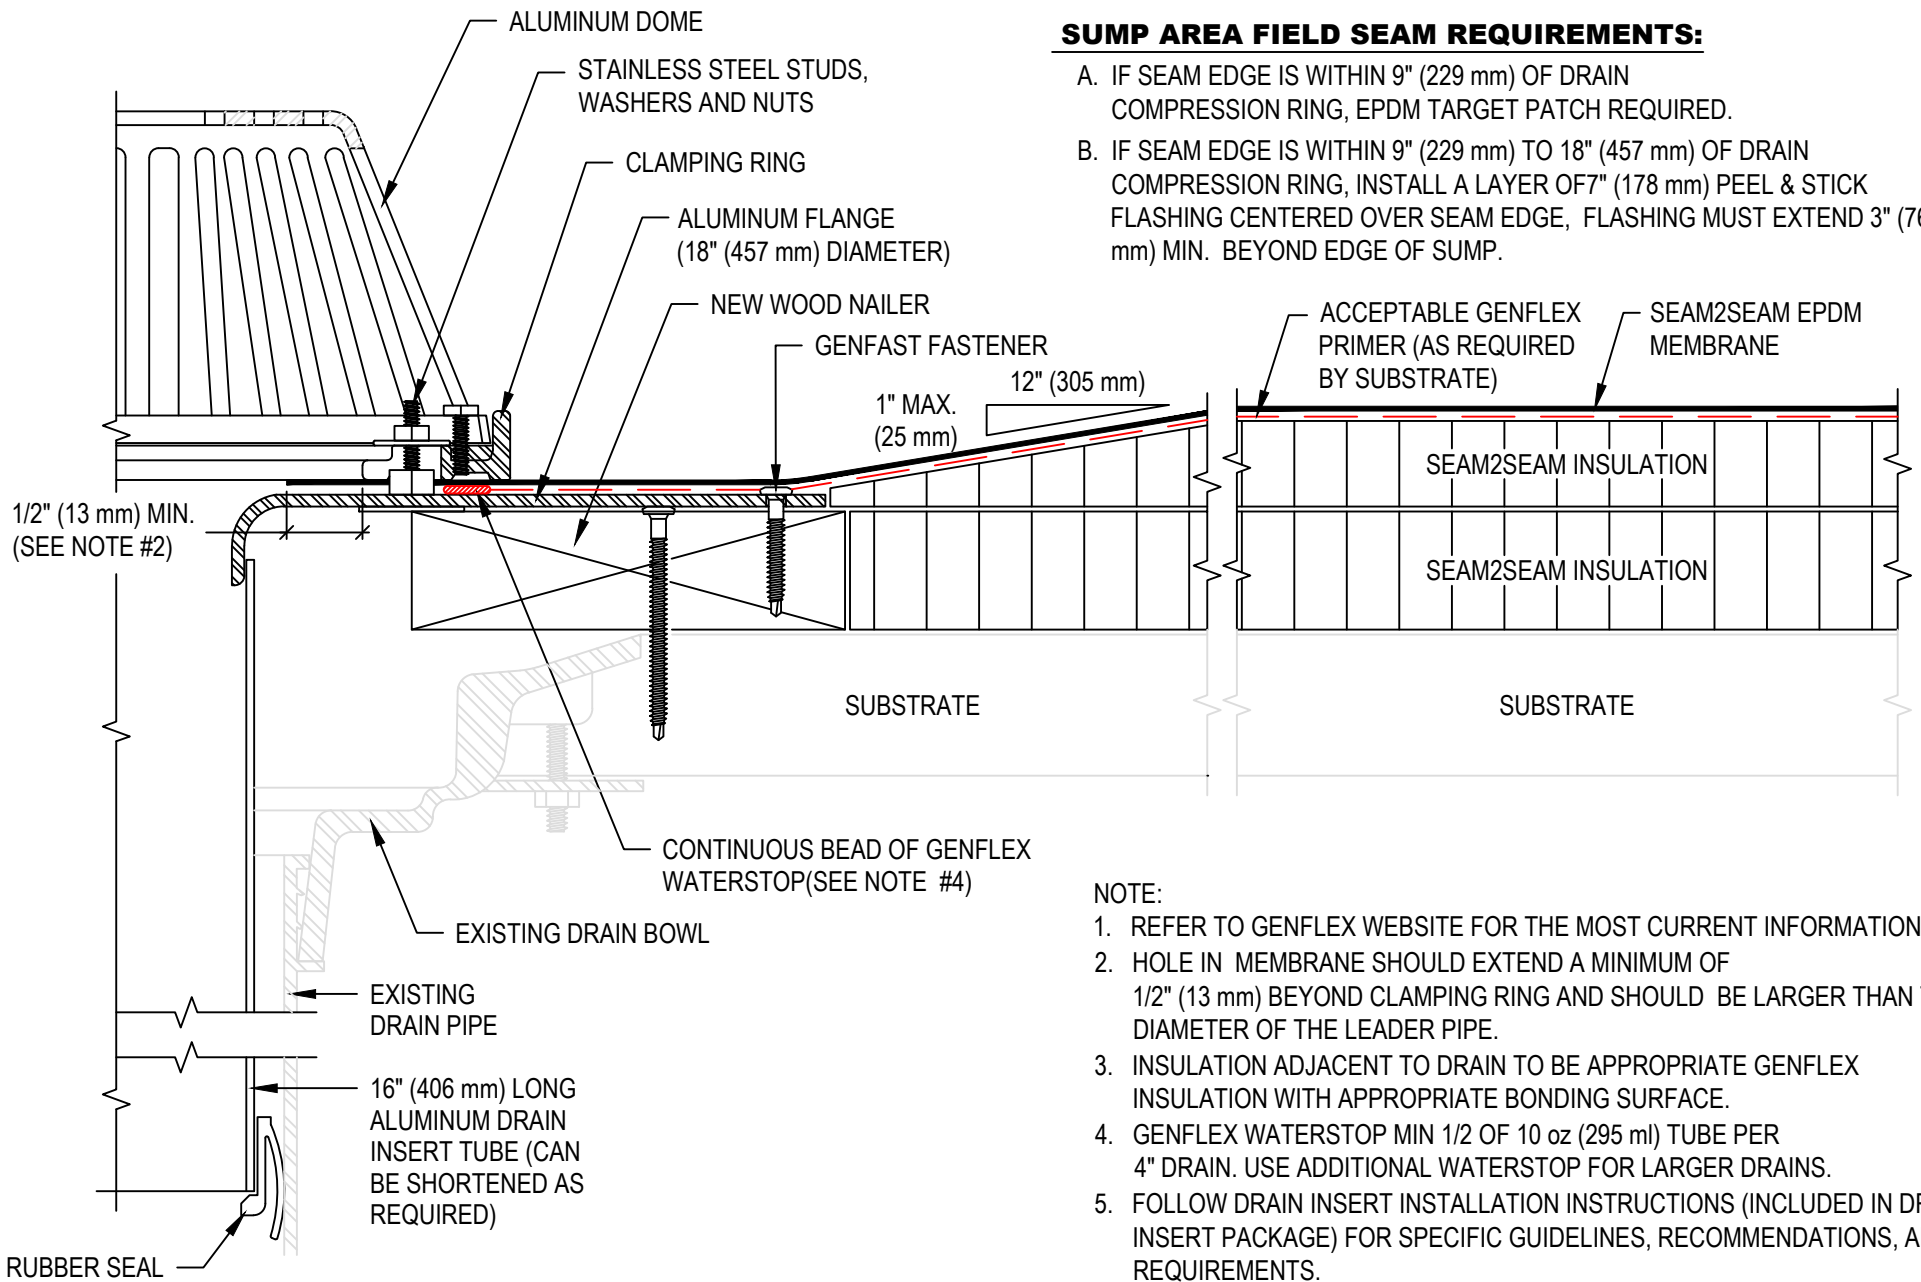 ALUMINUM DOME
STAINLESS STEEL STUDS,
WASHERS AND NUTS
CLAMPING RING
ALUMINUM FLANGE
(18" (457 mm) DIAMETER)
NEW WOOD NAILER
GENFAST FASTENER
SUMP AREA FIELD SEAM REQUIREMENTS:
A. IF SEAM EDGE IS WITHIN 9" (229 mm) OF DRAIN
COMPRESSION RING, EPDM TARGET PATCH REQUIRED.
B. IF SEAM EDGE IS WITHIN 9" (229 mm) TO 18" (457 mm) OF DRAIN
COMPRESSION RING, INSTALL A LAYER OF7" (178 mm) PEEL & STICK
FLASHING CENTERED OVER SEAM EDGE, FLASHING MUST EXTEND 3" (76
mm) MIN. BEYOND EDGE OF SUMP.
ACCEPTABLE GENFLEX
PRIMER (AS REQUIRED
BY SUBSTRATE)
SEAM2SEAM EPDM
MEMBRANE
12" (305 mm)
1" MAX.
(25 mm)
SEAM2SEAM INSULATION
SEAM2SEAM INSULATION
1/2" (13 mm) MIN.
(SEE NOTE #2)
SUBSTRATE
SUBSTRATE
CONTINUOUS BEAD OF GENFLEX
WATERSTOP(SEE NOTE #4)
EXISTING DRAIN BOWL
EXISTING
DRAIN PIPE
16" (406 mm) LONG
ALUMINUM DRAIN
INSERT TUBE (CAN
BE SHORTENED AS
REQUIRED)
RUBBER SEAL
NOTE:
1. REFER TO GENFLEX WEBSITE FOR THE MOST CURRENT INFORMATION
2. HOLE IN MEMBRANE SHOULD EXTEND A MINIMUM OF
1/2" (13 mm) BEYOND CLAMPING RING AND SHOULD BE LARGER THAN
DIAMETER OF THE LEADER PIPE.
3. INSULATION ADJACENT TO DRAIN TO BE APPROPRIATE GENFLEX
INSULATION WITH APPROPRIATE BONDING SURFACE.
4. GENFLEX WATERSTOP MIN 1/2 OF 10 oz (295 ml) TUBE PER
4" DRAIN. USE ADDITIONAL WATERSTOP FOR LARGER DRAINS.
5. FOLLOW DRAIN INSERT INSTALLATION INSTRUCTIONS (INCLUDED IN
INSERT PACKAGE) FOR SPECIFIC GUIDELINES, RECOMMENDATIONS,
REQUIREMENTS.